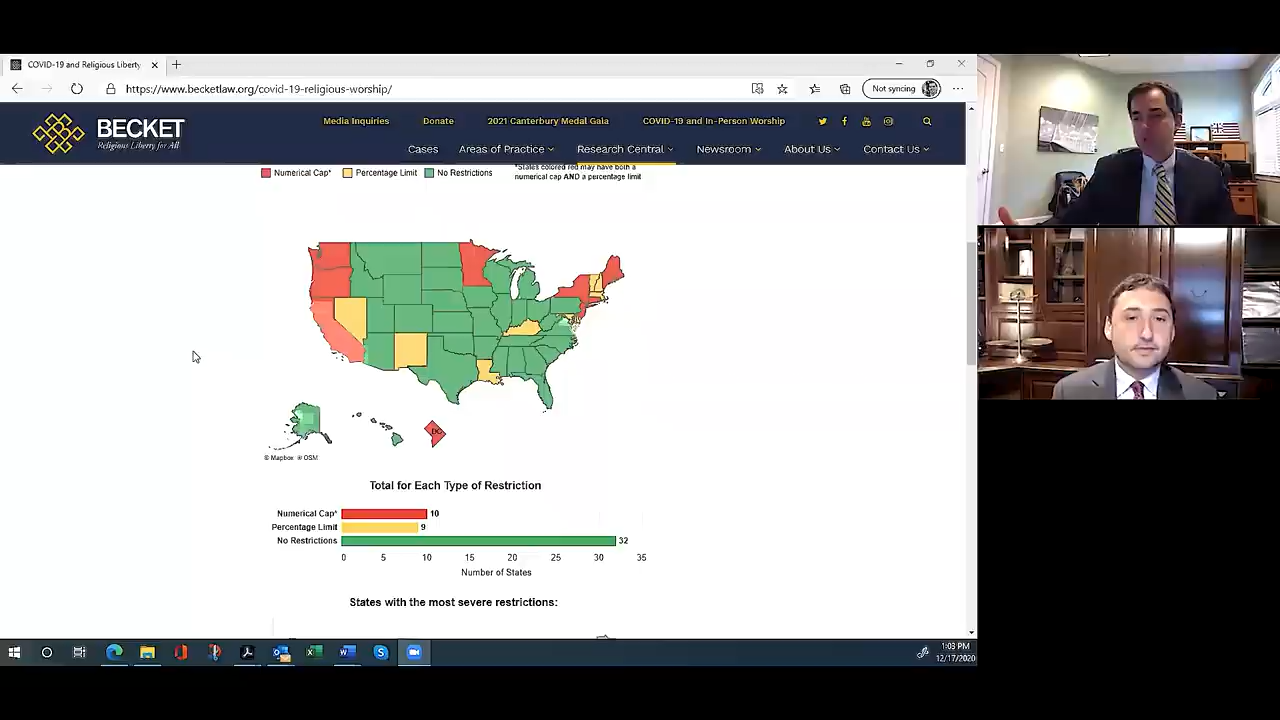 COVID-19 and Religious Liberty
https://www.becketlaw.org/covid-19-religious-worship/
Not syncing
BECKET
Religious Liberty for All
Media Inquiries Donate 2021 Canterbury Medal Gala COVID-19 and In-Person Worship
Cases Areas of Practice Research Central Newsroom About Us Contact Us
Numerical Cap* Percentage Limit No Restrictions
*States colored red may have both a
numerical cap AND a percentage limit
DC
© Mapbox © OSM
Total for Each Type of Restriction
Numerical Cap* 10
Percentage Limit 9
No Restrictions 32
0 5 10 15 20 25 30 35
Number of States
States with the most severe restrictions:
1:03 PM
12/17/2020